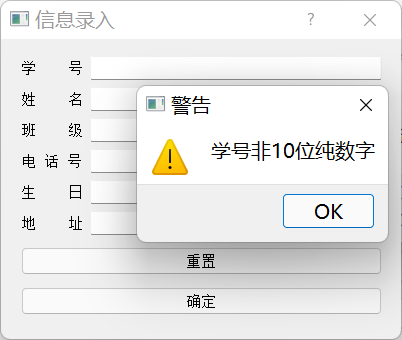 信息录入
学号
姓名
班级
电话号
生日
地址
重置
确定
警告
学号非10位纯数字
OK